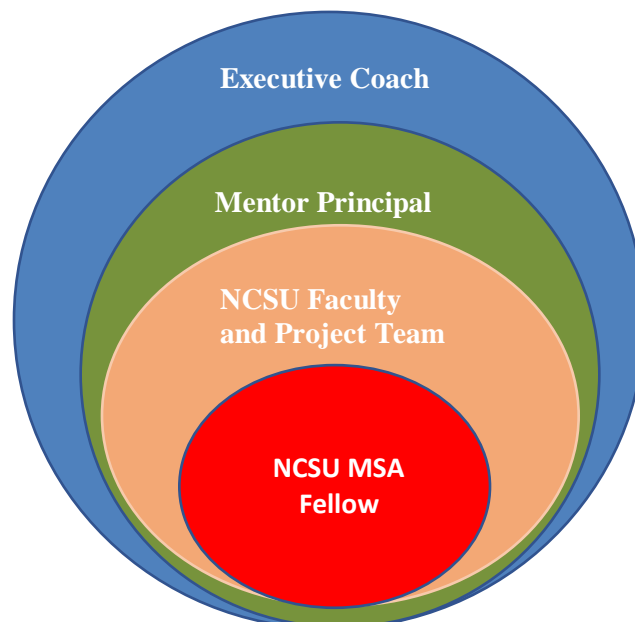 Executive Coach
Mentor Principal
NCSU Faculty
and Project Team
NCSU MSA
Fellow